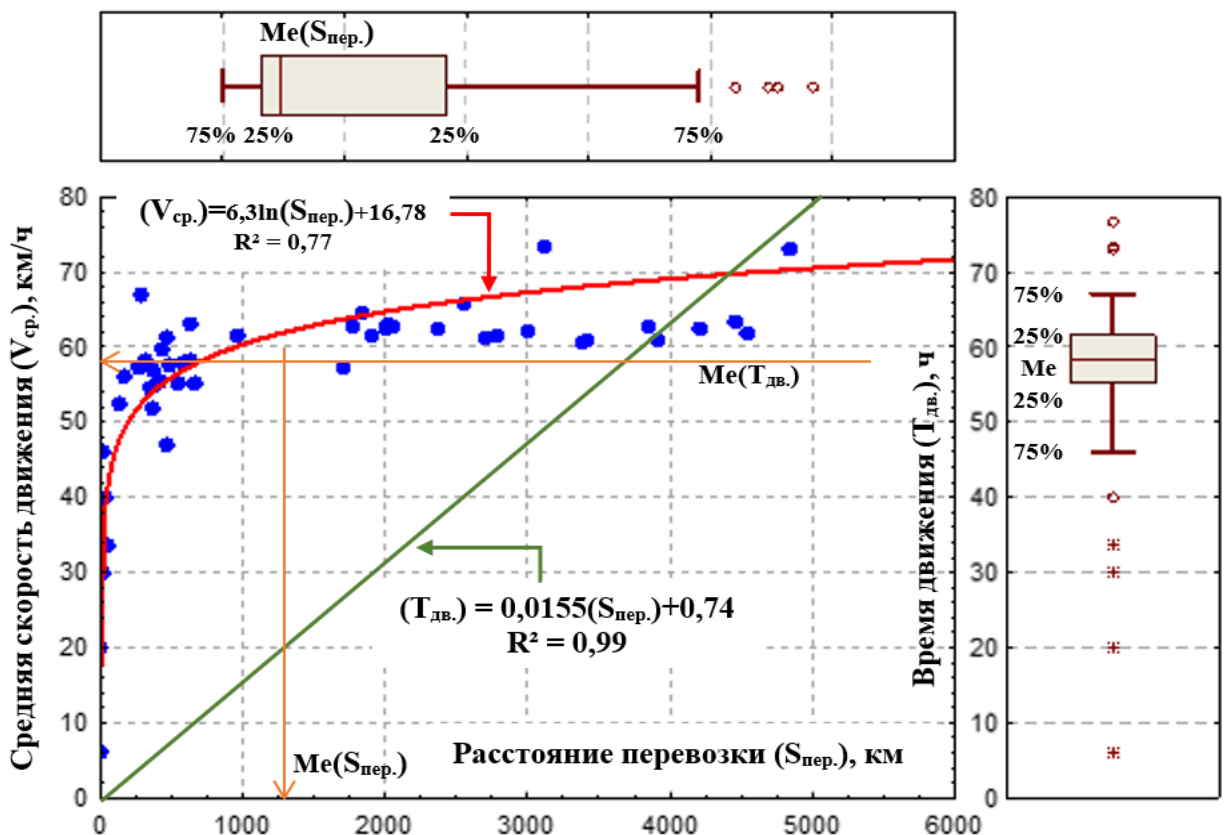 Me(Sпер.)
75% 25% 25% 75%
(Vср.)=6,3ln(Sпер.)+16,78
R² = 0,77
Средняя скорость движения (Vср.), км/ч
80
70
60
50
40
30
20
10
0
Me(Tдв.)
(Tдв.) = 0,0155(Sпер.)+0,74
R² = 0,99
Me(Sпер.)
Расстояние перевозки (Sпер.), км
0 1000 2000 3000 4000 5000 6000
Время движения (Tдв.), ч
80
70
60
50
40
30
20
10
0
75%
25%
Me
25%
75%